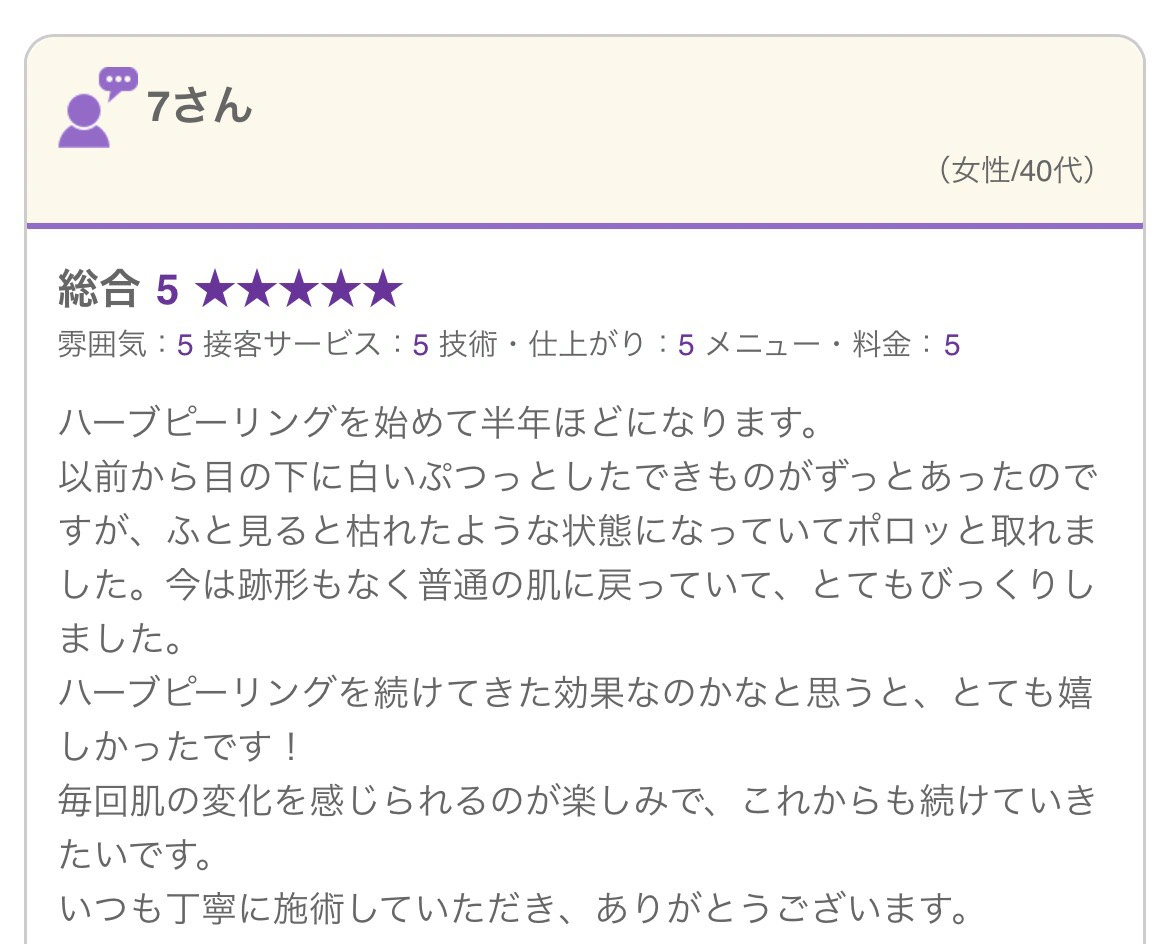 7さん
（女性/40代）
総合 5 ★★★★★
雰囲気：5 接客サービス：5 技術・仕上がり：5 メニュー・料金：5
ハーブピーリングを始めて半年ほどになります。
以前から目の下に白いぷつっとしたできものがずっとあったので
すが、ふと見ると枯れたような状態になっていてポロッと取れま
した。今は跡形もなく普通の肌に戻っていて、とてもびっくりし
ました。
ハーブピーリングを続けてきた効果なのかなと思うと、とても嬉
しかったです！
毎回肌の変化を感じられるのが楽しみで、これからも続けていき
たいです。
いつも丁寧に施術していただき、ありがとうございます。